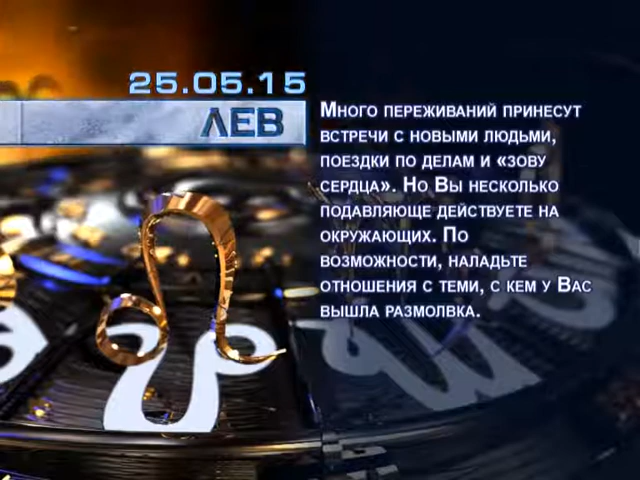 25.05.15
ЛЕВ
Много переживаний принесут
встречи с новыми людьми,
поездки по делам и «зову
сердца». Но Вы несколько
подавляюще действуете на
окружающих. По
возможности, наладьте
отношения с теми, с кем у Вас
вышла размолвка.